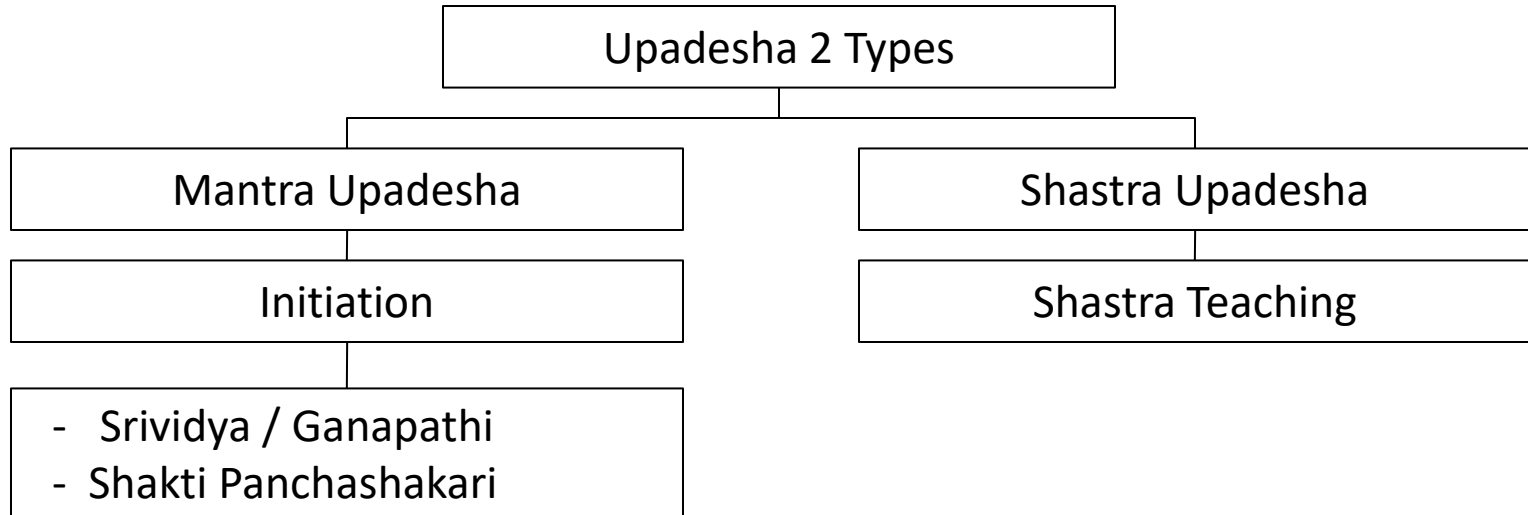 Upadesha 2 Types
Mantra Upadesha
Shastra Upadesha
Initiation
Shastra Teaching
- Srividya / Ganapathi
- Shakti Panchashakari